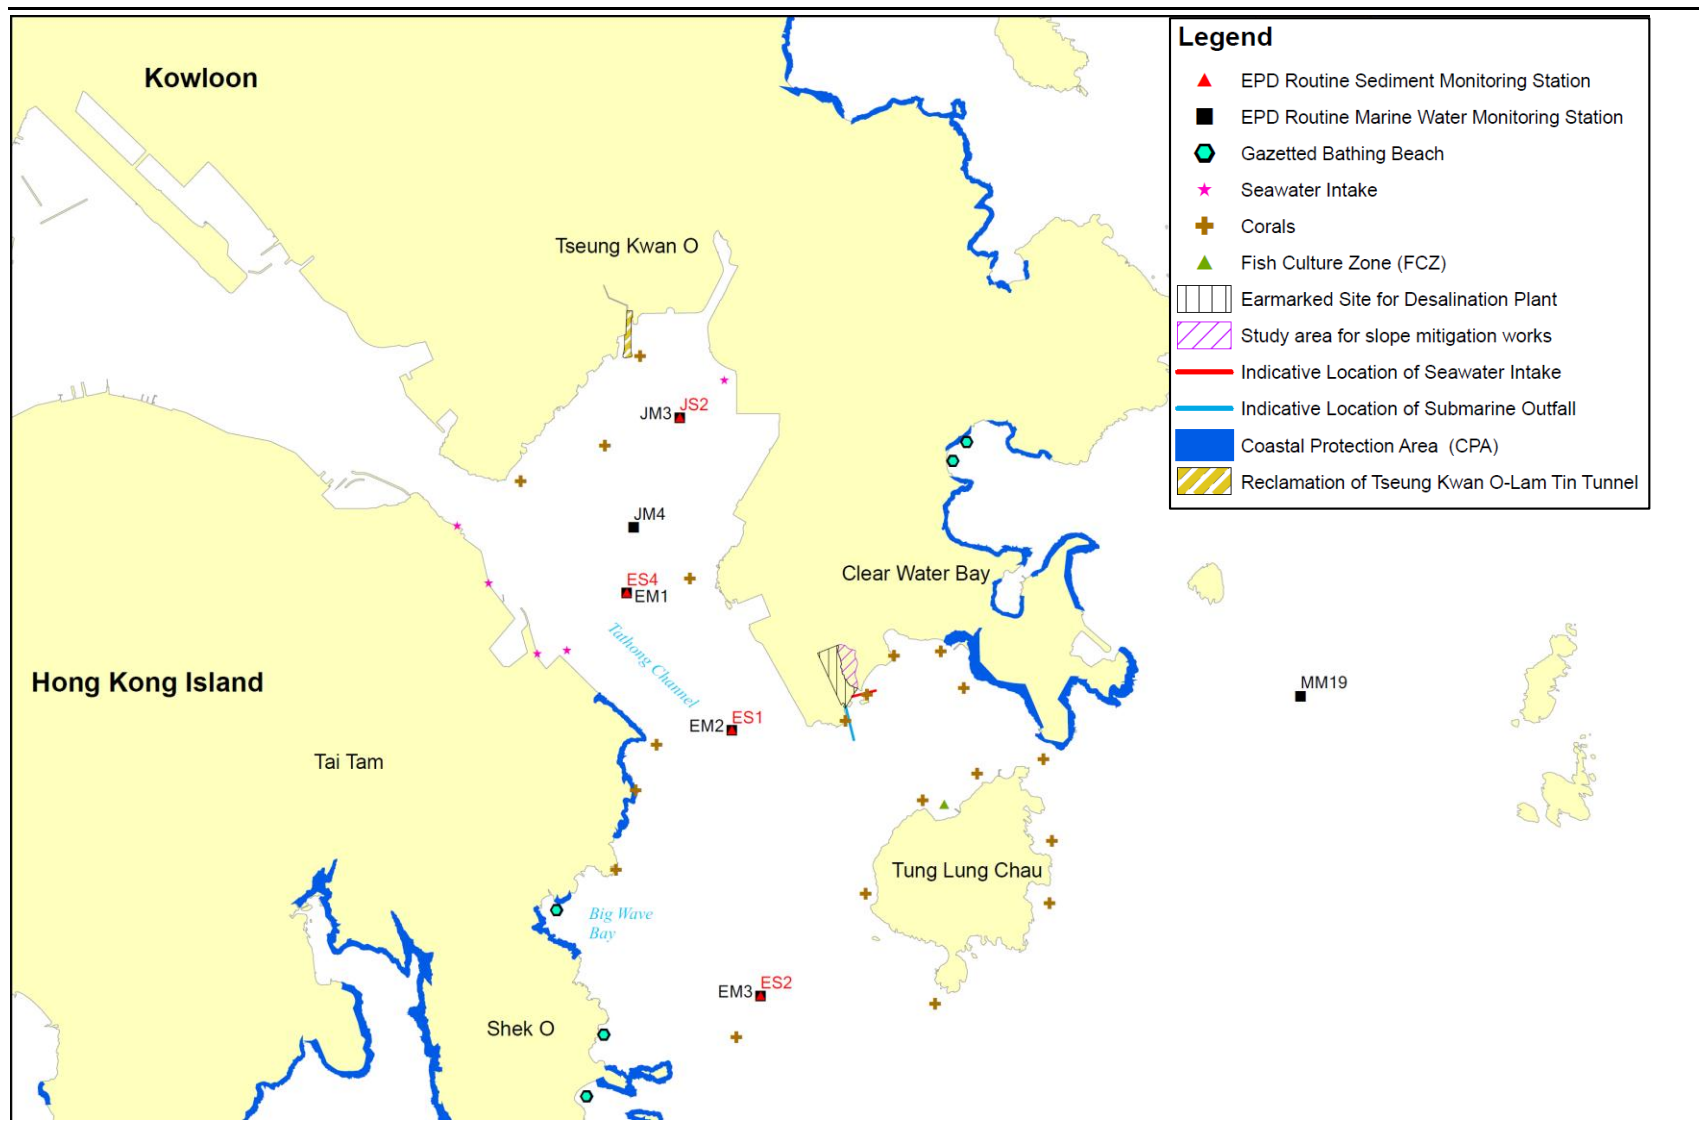 Legend
EPD Routine Sediment Monitoring Station
EPD Routine Marine Water Monitoring Station
Gazetted Bathing Beach
Seawater Intake
Corals
Fish Culture Zone (FCZ)
Earmarked Site for Desalination Plant
Study area for slope mitigation works
Indicative Location of Seawater Intake
Indicative Location of Submarine Outfall
Coastal Protection Area (CPA)
Reclamation of Tseung Kwan O-Lam Tin Tunnel
Kowloon
Tseung Kwan O
JS2
JM3
JM4
ES4
EM1
Clear Water Bay
Tathong Channel
Hong Kong Island
MM19
ES1
EM2
Tai Tam
Tung Lung Chau
Big Wave
Bay
ES2
EM3
Shek O